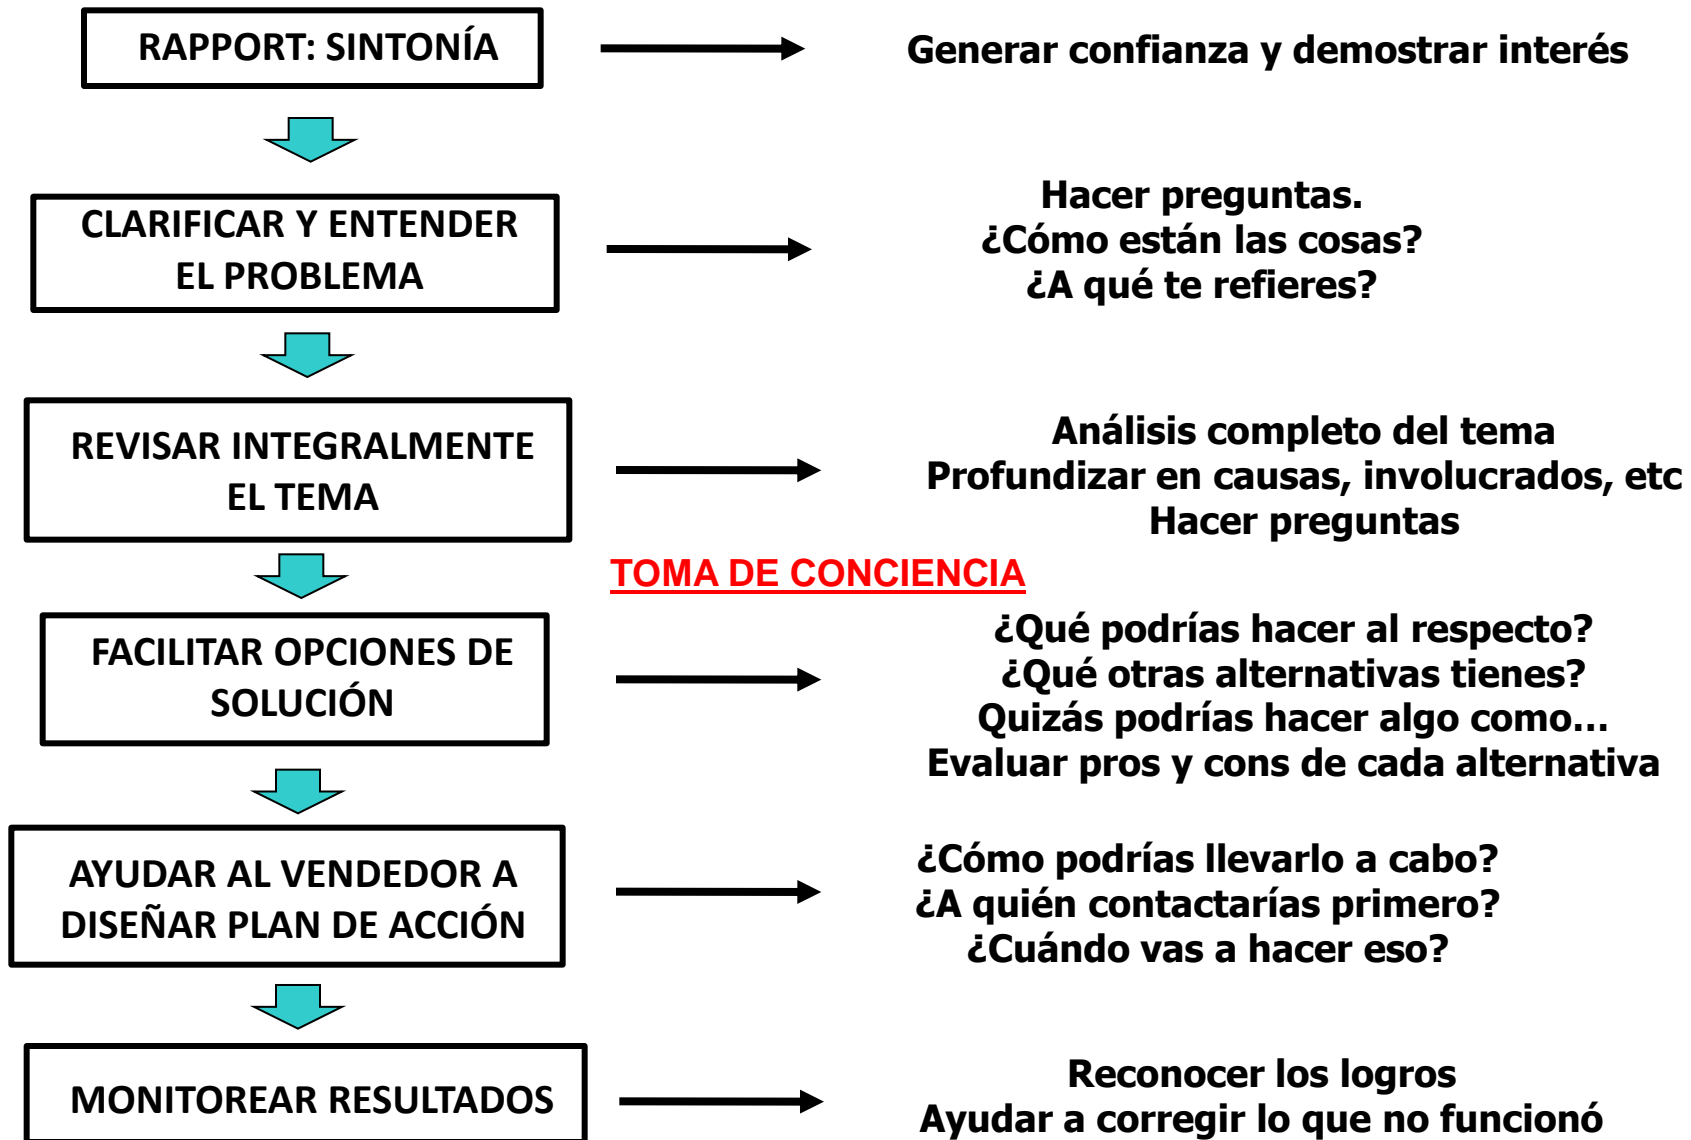 RAPPORT: SINTONÍA
Generar confianza y demostrar interés
CLARIFICAR Y ENTENDER
EL PROBLEMA
Hacer preguntas.
¿Cómo están las cosas?
¿A qué te refieres?
REVISAR INTEGRALMENTE
EL TEMA
Análisis completo del tema
Profundizar en causas, involucrados, etc
Hacer preguntas
TOMA DE CONCIENCIA
FACILITAR OPCIONES DE
SOLUCIÓN
¿Qué podrías hacer al respecto?
¿Qué otras alternativas tienes?
Quizás podrías hacer algo como...
Evaluar pros y cons de cada alternativa
AYUDAR AL VENDEDOR A
DISEÑAR PLAN DE ACCIÓN
¿Cómo podrías llevarlo a cabo?
¿A quién contactarías primero?
¿Cuándo vas a hacer eso?
MONITOREAR RESULTADOS
Reconocer los logros
Ayudar a corregir lo que no funcionó